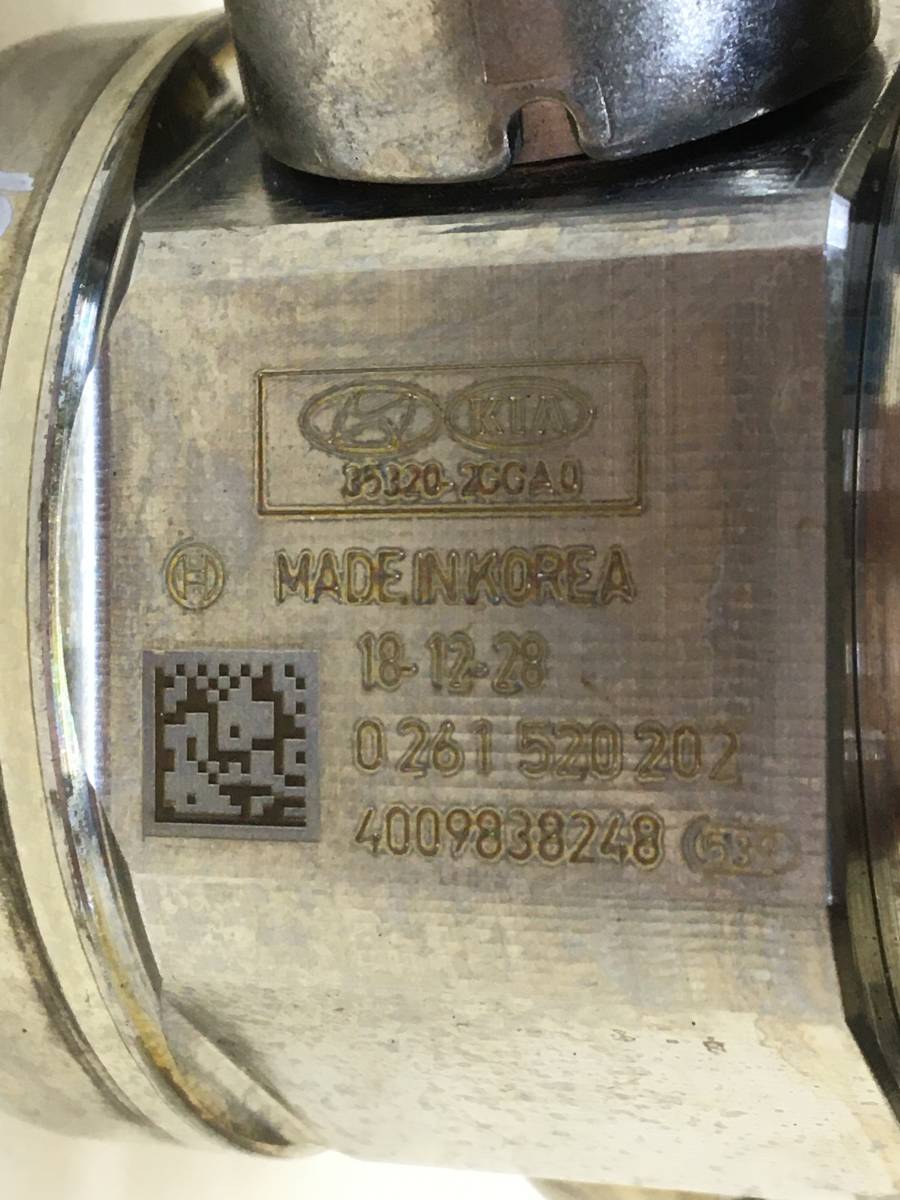 KIA
35320-2GGA0
MADE IN KOREA
18-12-28
0 261 520 202
4009838248